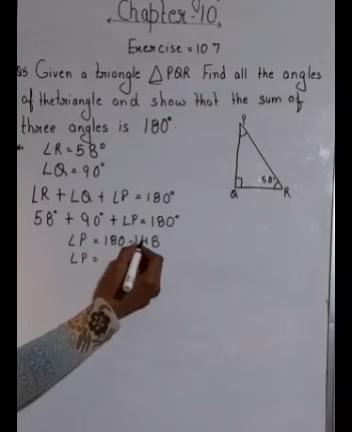 Chapter-10.
Exercise = 10 7
Q5 Given a triangle △PQR. Find all the angles
of the triangle and show that the sum of
three angles is 180°.
∠R = 58°
∠Q = 90°
∠R + ∠Q + ∠P = 180°
58° + 90° + ∠P = 180°
∠P = 180 - 148
∠P =
P
Q
58°
R